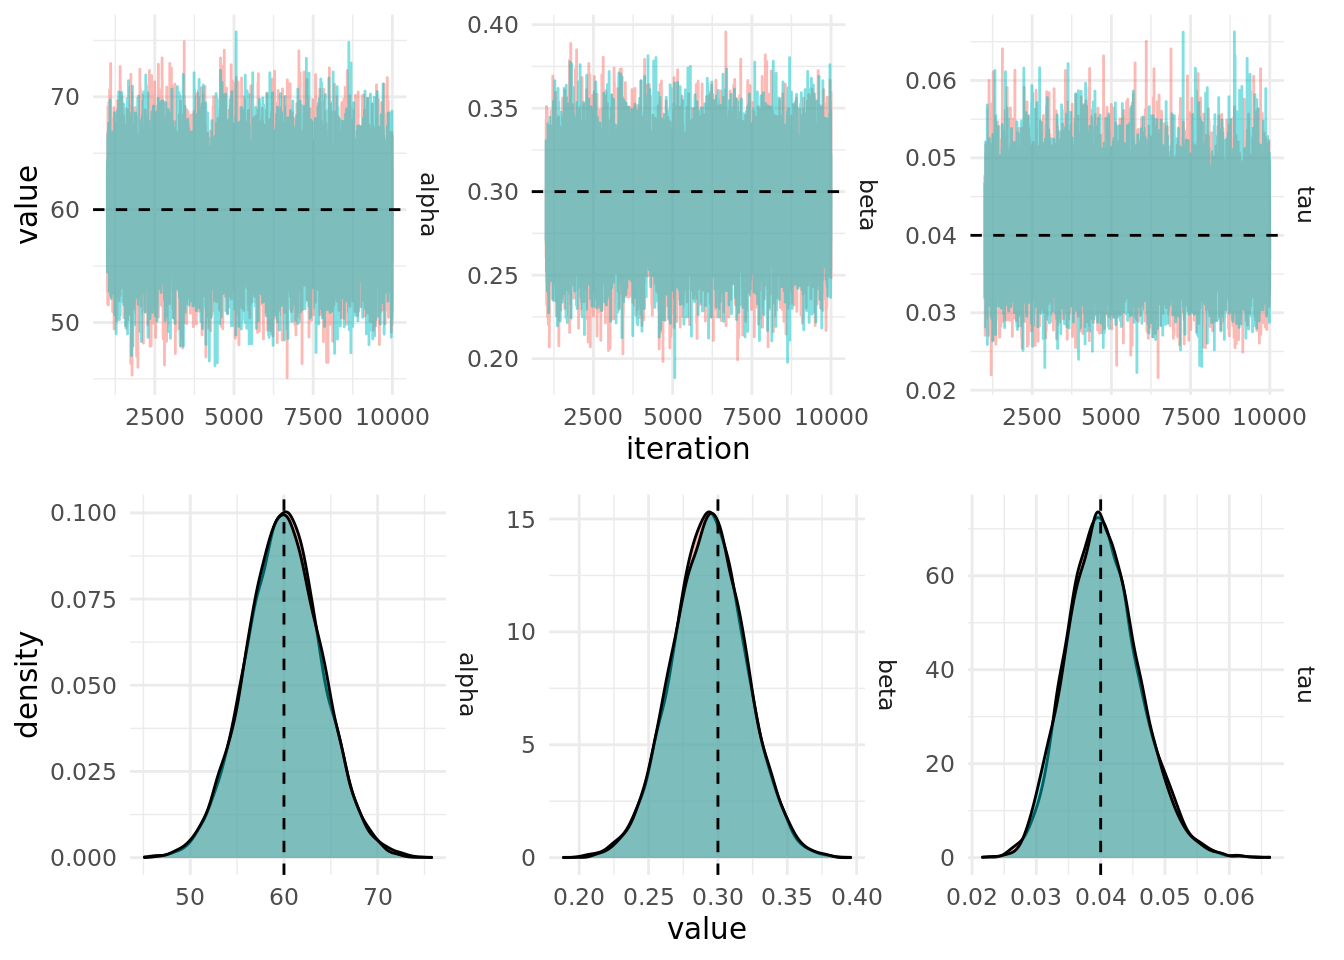 value
70
60
50
2500 5000 7500 10000
alpha
0.40
0.35
0.30
0.25
0.20
2500 5000 7500 10000
beta
0.06
0.05
0.04
0.03
0.02
2500 5000 7500 10000
tau
iteration
density
0.100
0.075
0.050
0.025
0.000
50 60 70
alpha
15
10
5
0
0.20 0.25 0.30 0.35 0.40
beta
60
40
20
0
0.02 0.03 0.04 0.05 0.06
tau
value